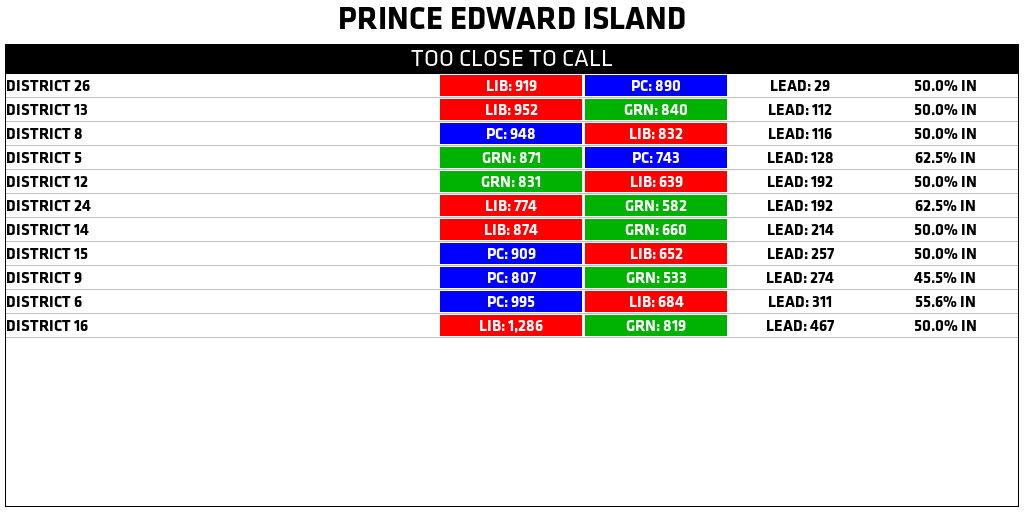 PRINCE EDWARD ISLAND
TOO CLOSE TO CALL
DISTRICT 26 LIB: 919 PC: 890 LEAD: 29 50.0% IN
DISTRICT 13 LIB: 952 GRN: 840 LEAD: 112 50.0% IN
DISTRICT 8 PC: 948 LIB: 832 LEAD: 116 50.0% IN
DISTRICT 5 GRN: 871 PC: 743 LEAD: 128 62.5% IN
DISTRICT 12 GRN: 831 LIB: 639 LEAD: 192 50.0% IN
DISTRICT 24 LIB: 774 GRN: 582 LEAD: 192 62.5% IN
DISTRICT 14 LIB: 874 GRN: 660 LEAD: 214 50.0% IN
DISTRICT 15 PC: 909 LIB: 652 LEAD: 257 50.0% IN
DISTRICT 9 PC: 807 GRN: 533 LEAD: 274 45.5% IN
DISTRICT 6 PC: 995 LIB: 684 LEAD: 311 55.6% IN
DISTRICT 16 LIB: 1,286 GRN: 819 LEAD: 467 50.0% IN